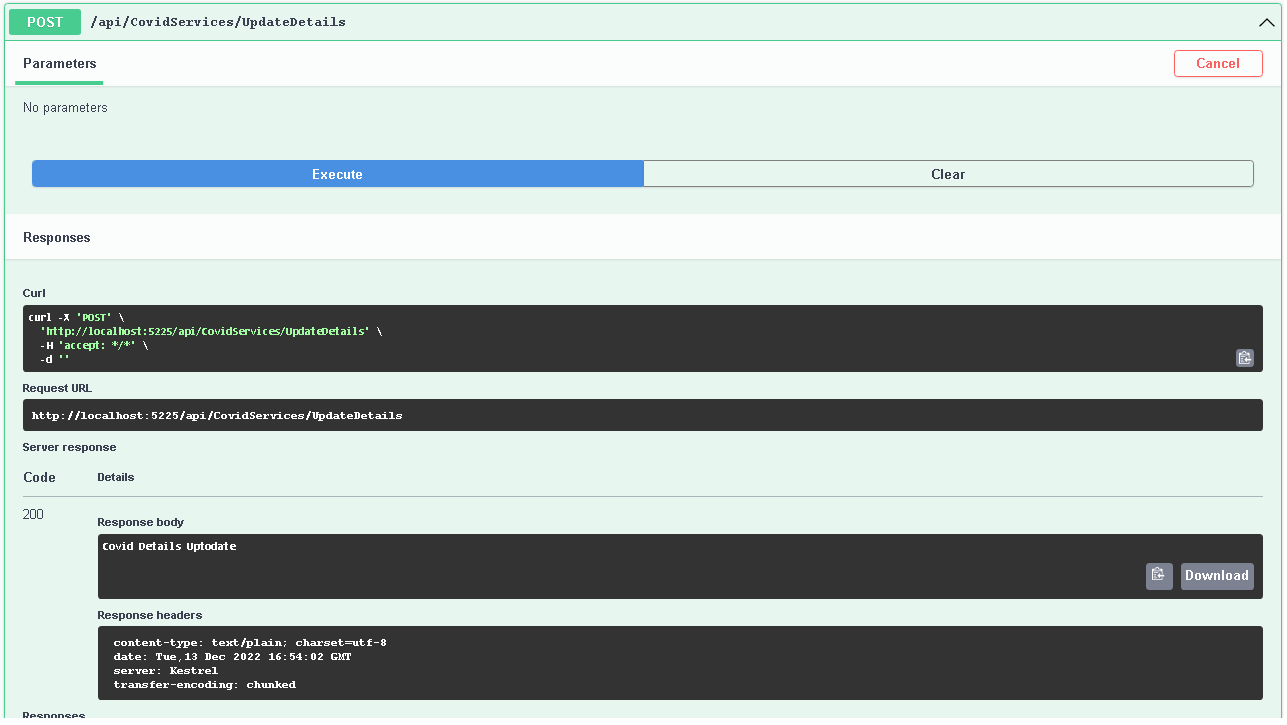 POST /api/CovidServices/UpdateDetails
Parameters
Cancel
No parameters
Execute
Clear
Responses
Curl
curl -X 'POST' \
'http://localhost:5225/api/CovidServices/UpdateDetails' \
-H 'accept: */*' \
-d ''
Request URL
http://localhost:5225/api/CovidServices/UpdateDetails
Server response
Code Details
200
Response body
Covid Details Uptodate
Download
Response headers
content-type: text/plain; charset=utf-8
date: Tue,13 Dec 2022 16:54:02 GMT
server: Kestrel
transfer-encoding: chunked
Responses